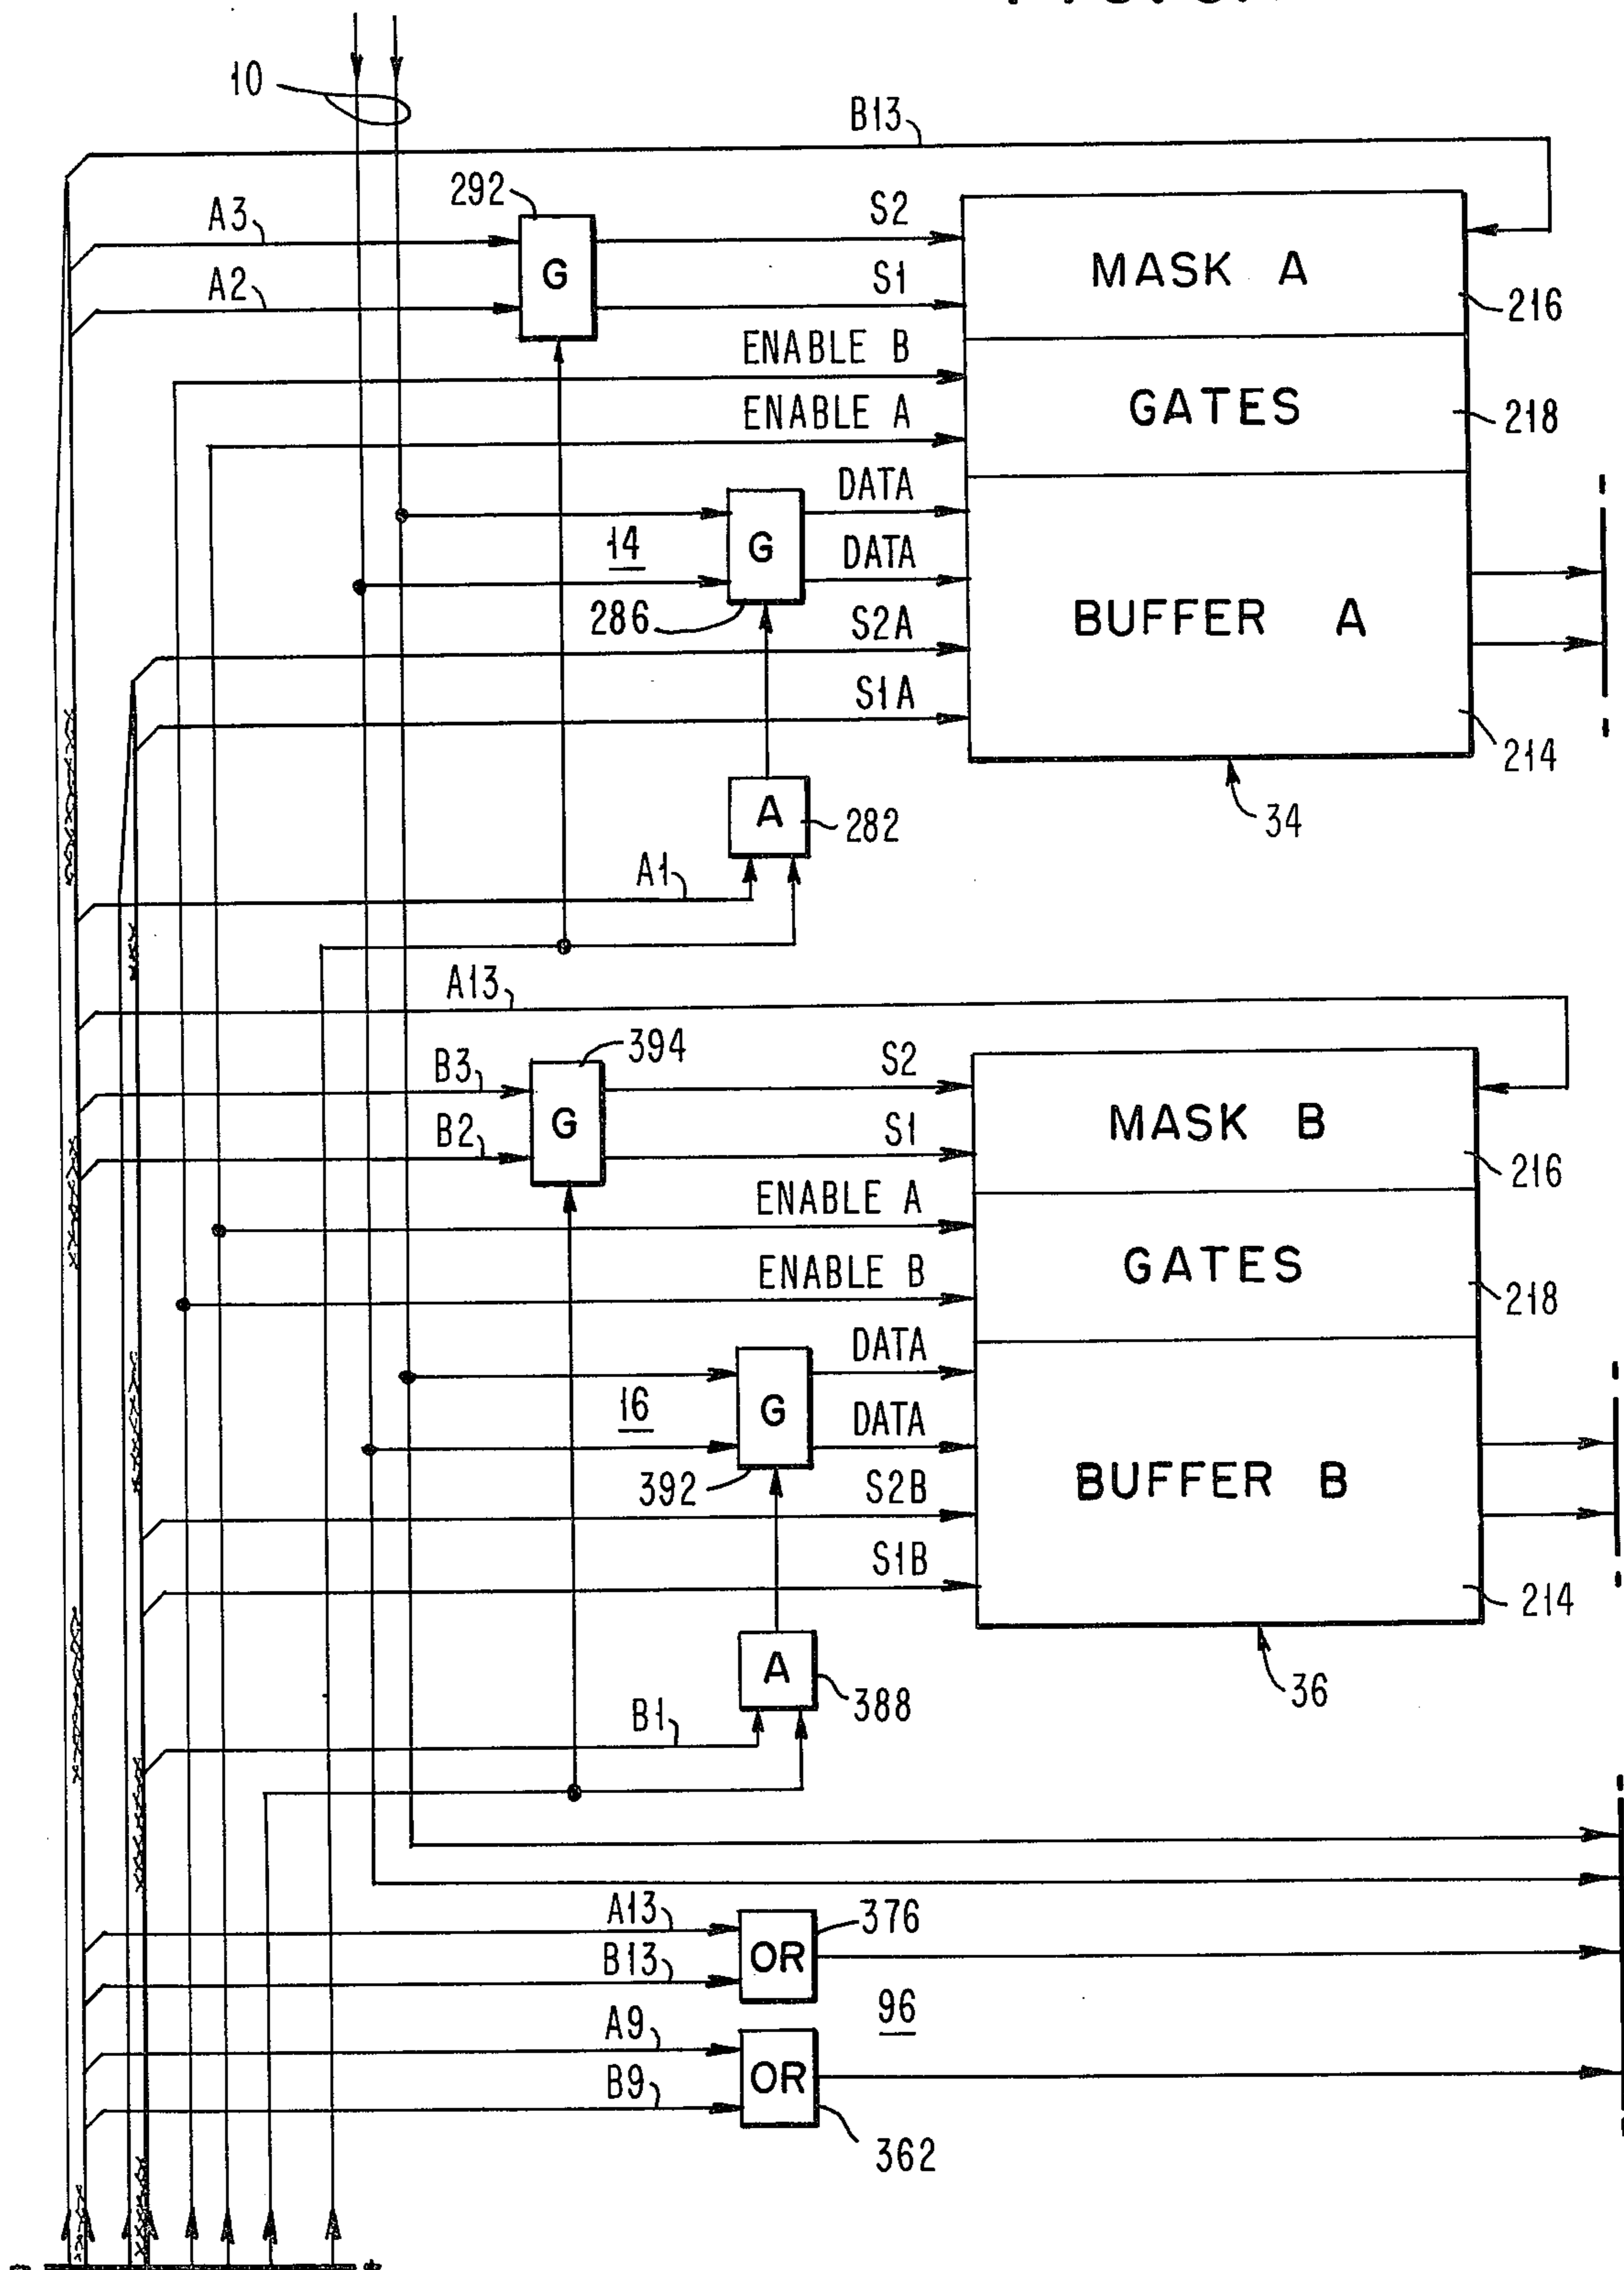 10
B13
292
A3
S2
G
MASK A
A2
S1
216
ENABLE B
GATES
218
ENABLE A
DATA
14
G
DATA
286
BUFFER A
S2A
S1A
214
A
282
34
A1
A13
394
B3
S2
G
MASK B
B2
S1
216
ENABLE A
GATES
ENABLE B
218
DATA
16
G
DATA
392
BUFFER B
S2B
S1B
214
A
388
36
B1
A13
376
OR
B13
96
A9
OR
B9
362